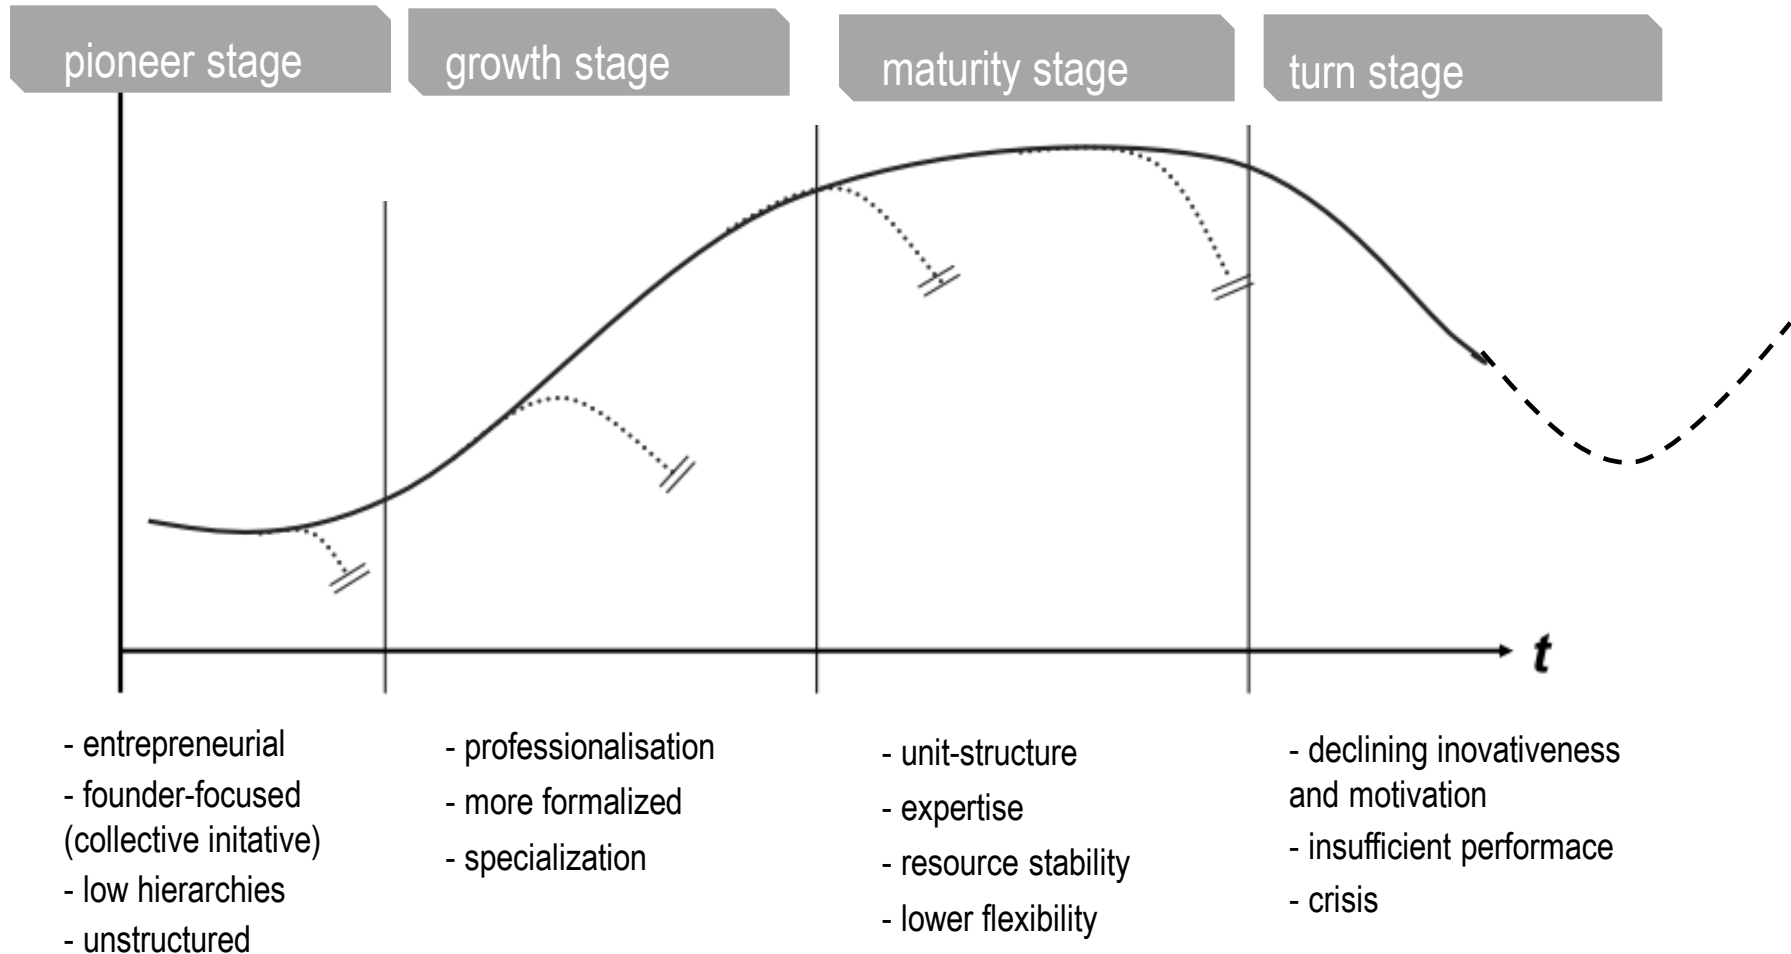 pioneer stage
growth stage
maturity stage
turn stage
t
- entrepreneurial
- founder-focused
(collective initative)
- low hierarchies
- unstructured
- professionalisation
- more formalized
- specialization
- unit-structure
- expertise
- resource stability
- lower flexibility
- declining inovativeness
and motivation
- insufficient performace
- crisis